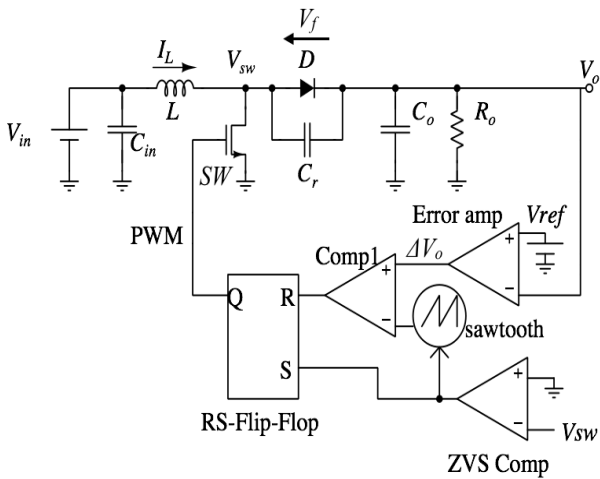 V_f
I_L
V_sw
D
V_o
L
C_o
R_o
V_in
C_in
SW
C_r
PWM
Error amp
Vref
+
Comp1
ΔV_o
+
−
Q
R
−
sawtooth
S
+
RS-Flip-Flop
−
Vsw
ZVS Comp